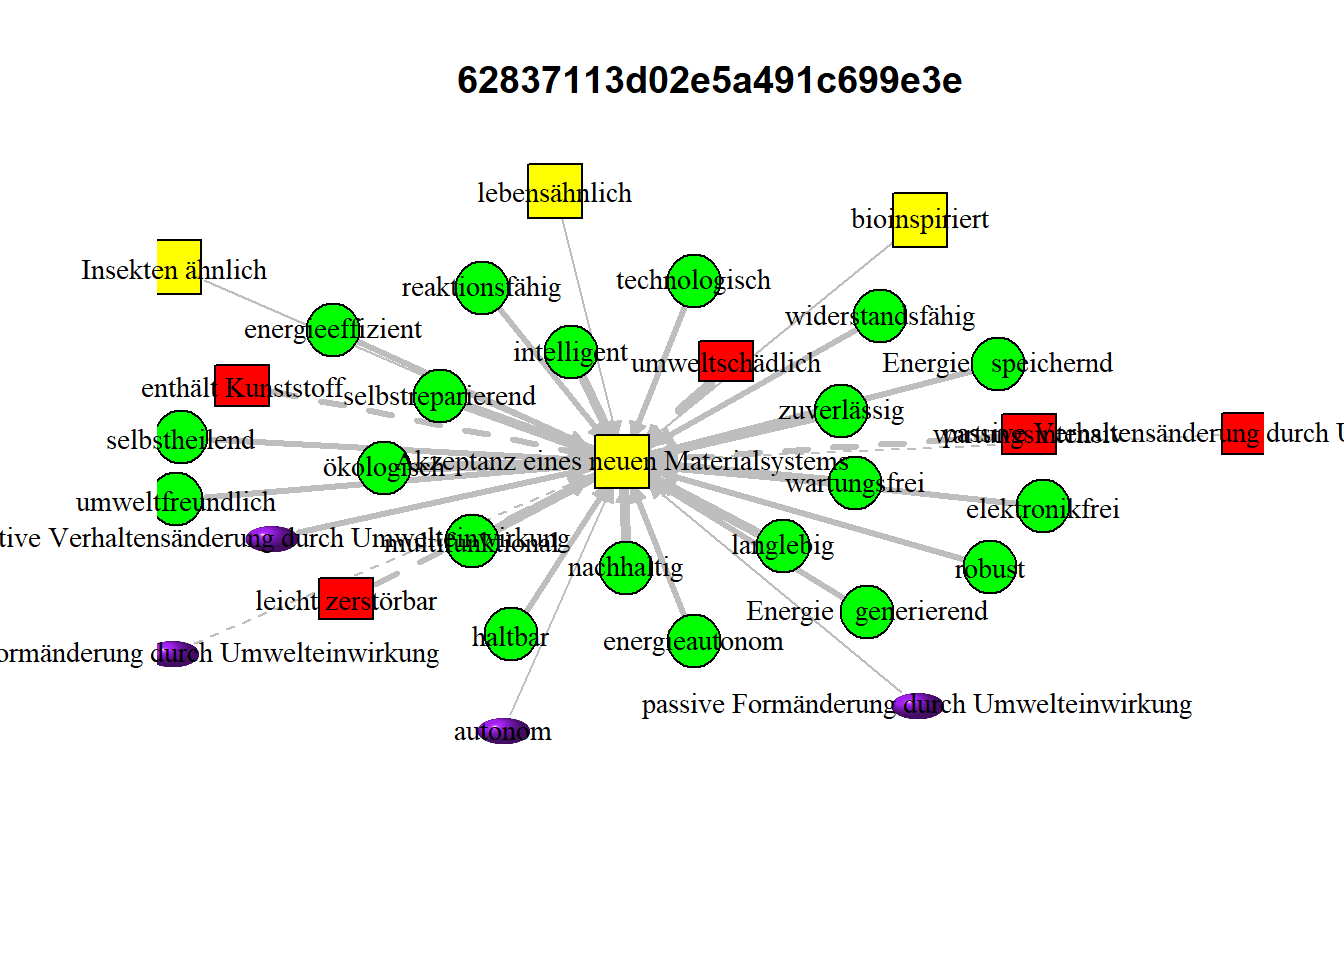 62837113d02e5a491c699e3e
lebensähnlich
bioinspiriert
Insekten ähnlich
reaktionsfähig
technologisch
energieeffizient
widerstandsfähig
intelligent
umweltschädlich
Energie speichernd
enthält Kunststoff
selbstreparierend
zuverlässig
selbstheilend
wartungsintensiv
passive Verhaltensänderung durch U
ökologisch
Akzeptanz eines neuen Materialsystems
wartungsfrei
umweltfreundlich
elektronikfrei
tive Verhaltensänderung durch Umwelteinwirkung
multifunktional
langlebig
nachhaltig
robust
leicht zerstörbar
Energie generierend
haltbar
energieautonom
ormänderung durch Umwelteinwirkung
passive Formänderung durch Umwelteinwirkung
autonom